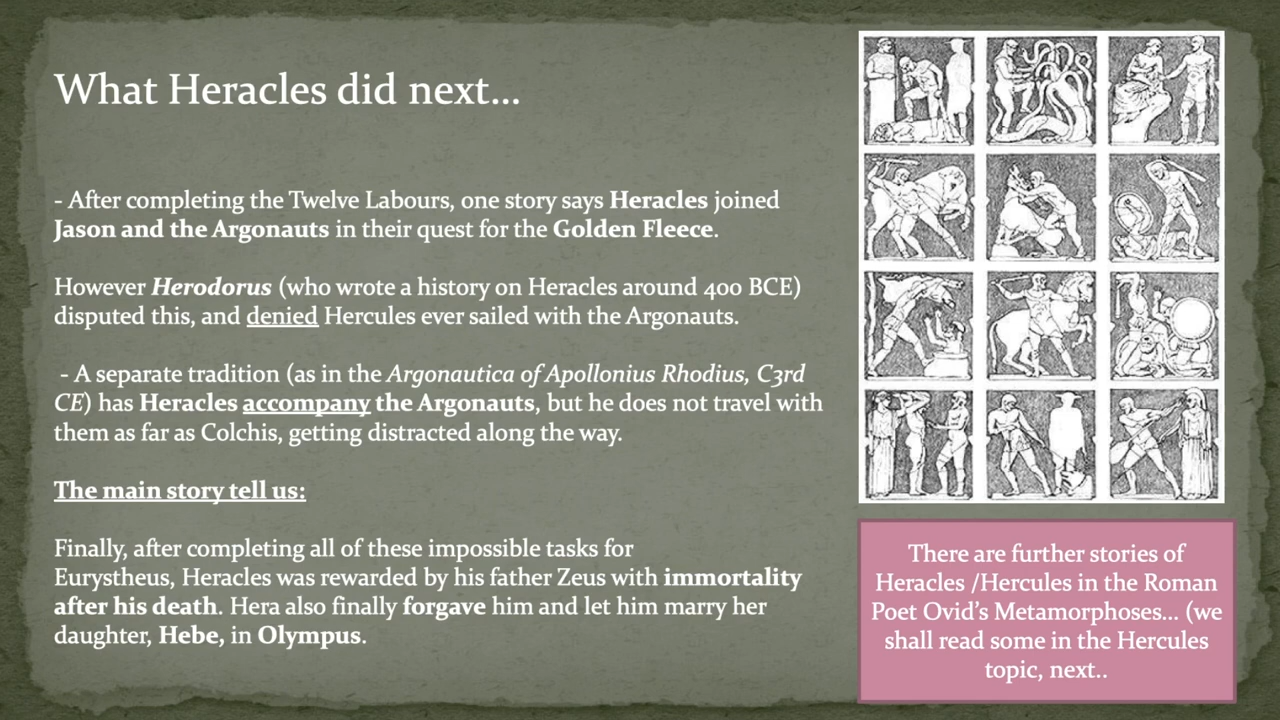 What Heracles did next...
- After completing the Twelve Labours, one story says Heracles joined
Jason and the Argonauts in their quest for the Golden Fleece.
However Herodorus (who wrote a history on Heracles around 400 BCE)
disputed this, and denied Hercules ever sailed with the Argonauts.
- A separate tradition (as in the Argonautica of Apollonius Rhodius, C3rd
CE) has Heracles accompany the Argonauts, but he does not travel with
them as far as Colchis, getting distracted along the way.
The main story tell us:
Finally, after completing all of these impossible tasks for
Eurystheus, Heracles was rewarded by his father Zeus with immortality
after his death. Hera also finally forgave him and let him marry her
daughter, Hebe, in Olympus.
There are further stories of
Heracles /Hercules in the Roman
Poet Ovid's Metamorphoses... (we
shall read some in the Hercules
topic, next..